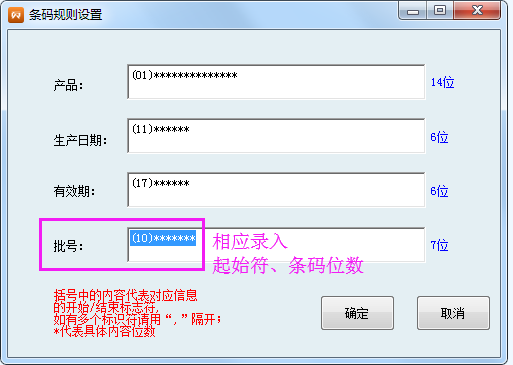 条码规则设置
产品:
(01)**************
14位
生产日期:
(11)******
6位
有效期:
(17)******
6位
批号:
(10)*******
7位
相应录入
起始符、条码位数
括号中的内容代表对应信息
的开始/结束标志符,
如有多个标识符请用“,”隔开;
*代表具体内容位数
确定
取消